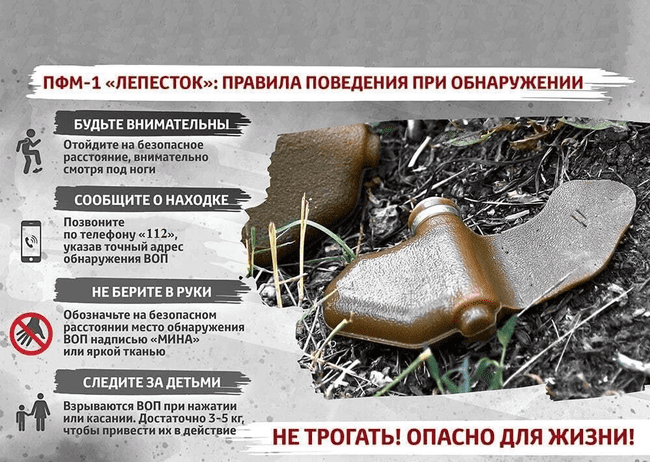 ПФМ-1 «ЛЕПЕСТОК»: ПРАВИЛА ПОВЕДЕНИЯ ПРИ ОБНАРУЖЕНИИ
БУДЬТЕ ВНИМАТЕЛЬНЫ
Отойдите на безопасное
расстояние, внимательно
смотря под ноги
СООБЩИТЕ О НАХОДКЕ
Позвоните
по телефону «112»,
указав точный адрес
обнаружения ВОП
НЕ БЕРИТЕ В РУКИ
Обозначьте на безопасном
расстоянии место обнаружения
ВОП надписью «МИНА»
или яркой тканью
СЛЕДИТЕ ЗА ДЕТЬМИ
Взрываются ВОП при нажатии
или касании. Достаточно 3-5 кг,
чтобы привести их в действие
НЕ ТРОГАТЬ! ОПАСНО ДЛЯ ЖИЗНИ!